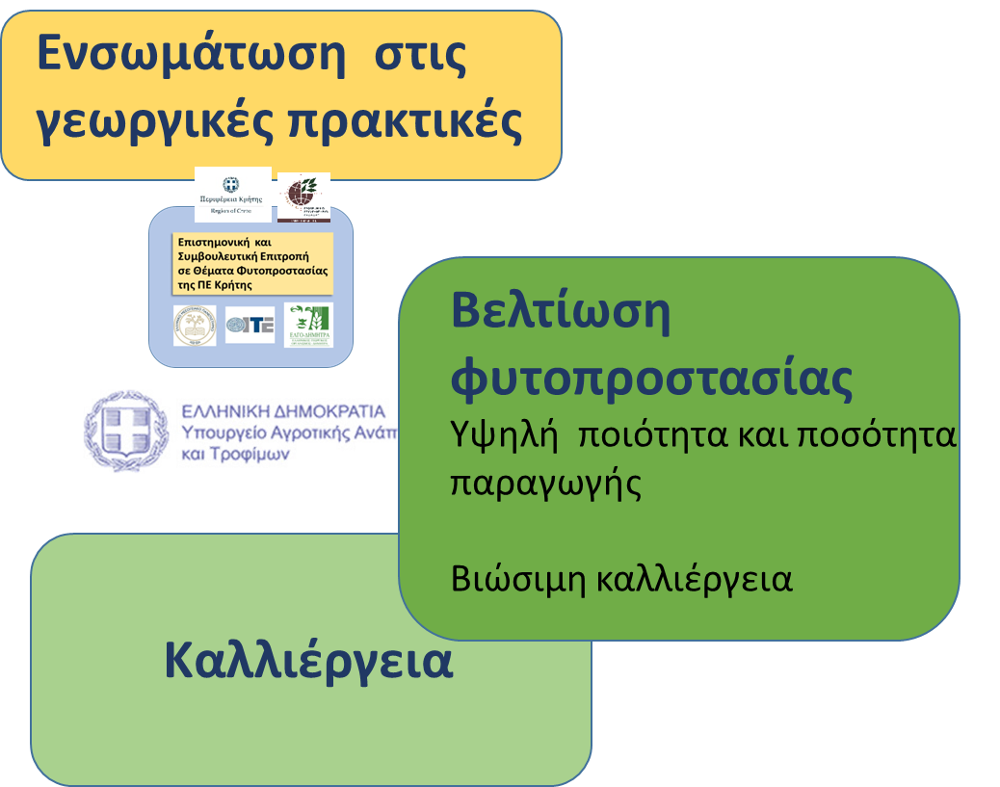 Ενσωμάτωση στις
γεωργικές πρακτικές
Περιφέρεια Κρήτης
Region of Crete
Επιστημονική και
Συμβουλευτική Επιτροπή
σε Θέματα Φυτοπροστασίας
της ΠΕ Κρήτης
ΙΤΕ
ΕΛΓΟ-ΔΗΜΗΤΡΑ
ΕΛΛΗΝΙΚΗ ΔΗΜΟΚΡΑΤΙΑ
Υπουργείο Αγροτικής Ανάπ
και Τροφίμων
Βελτίωση
φυτοπροστασίας
Υψηλή ποιότητα και ποσότητα
παραγωγής
Βιώσιμη καλλιέργεια
Καλλιέργεια